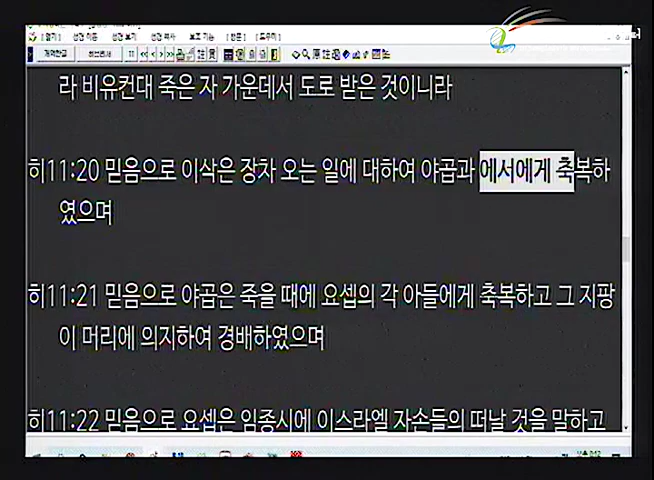 개역한글
라 비유컨대 죽은 자 가운데서 도로 받은 것이니라
히11:20 믿음으로 이삭은 장차 오는 일에 대하여 야곱과 에서에게 축복하
였으며
히11:21 믿음으로 야곱은 죽을 때에 요셉의 각 아들에게 축복하고 그 지팡
이 머리에 의지하여 경배하였으며
히11:22 믿음으로 요셉은 임종시에 이스라엘 자손들의 떠날 것을 말하고